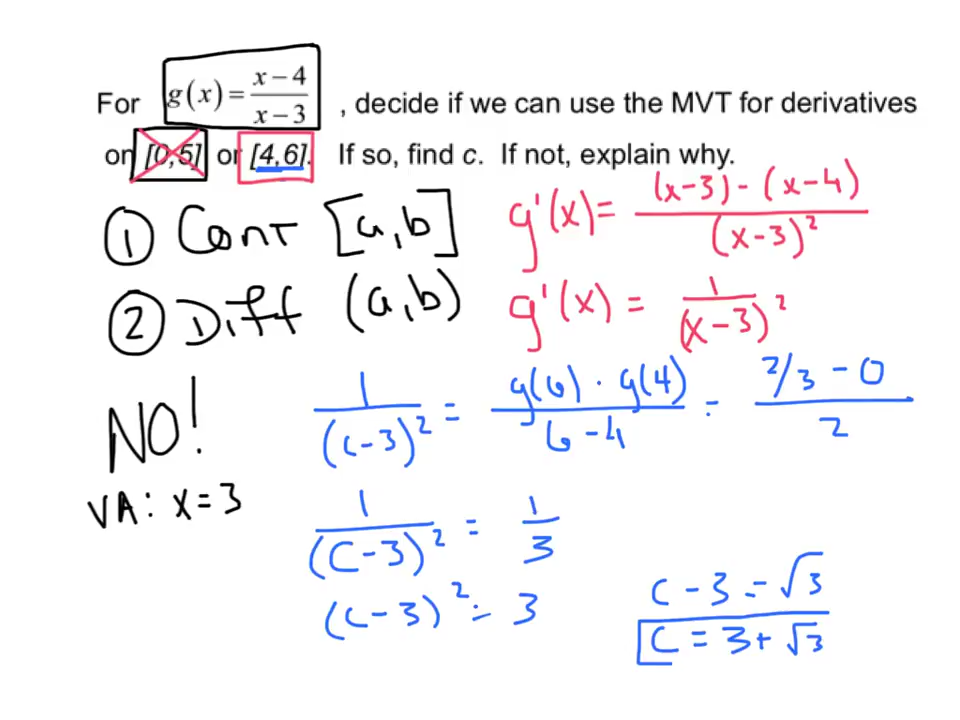 For g(x) = (x − 4)/(x − 3) , decide if we can use the MVT for derivatives
on [0,5] or [4,6]. If so, find c. If not, explain why.
① Cont [a,b]
② Diff (a,b)
NO!
VA: x = 3
g'(x) = ((x−3) − (x−4))/(x−3)²
g'(x) = 1/(x−3)²
1/(c−3)² = (g(6) · g(4))/(6−4) = (2/3 − 0)/2
1/(c−3)² = 1/3
(c−3)² = 3
c − 3 = √3
c = 3 + √3